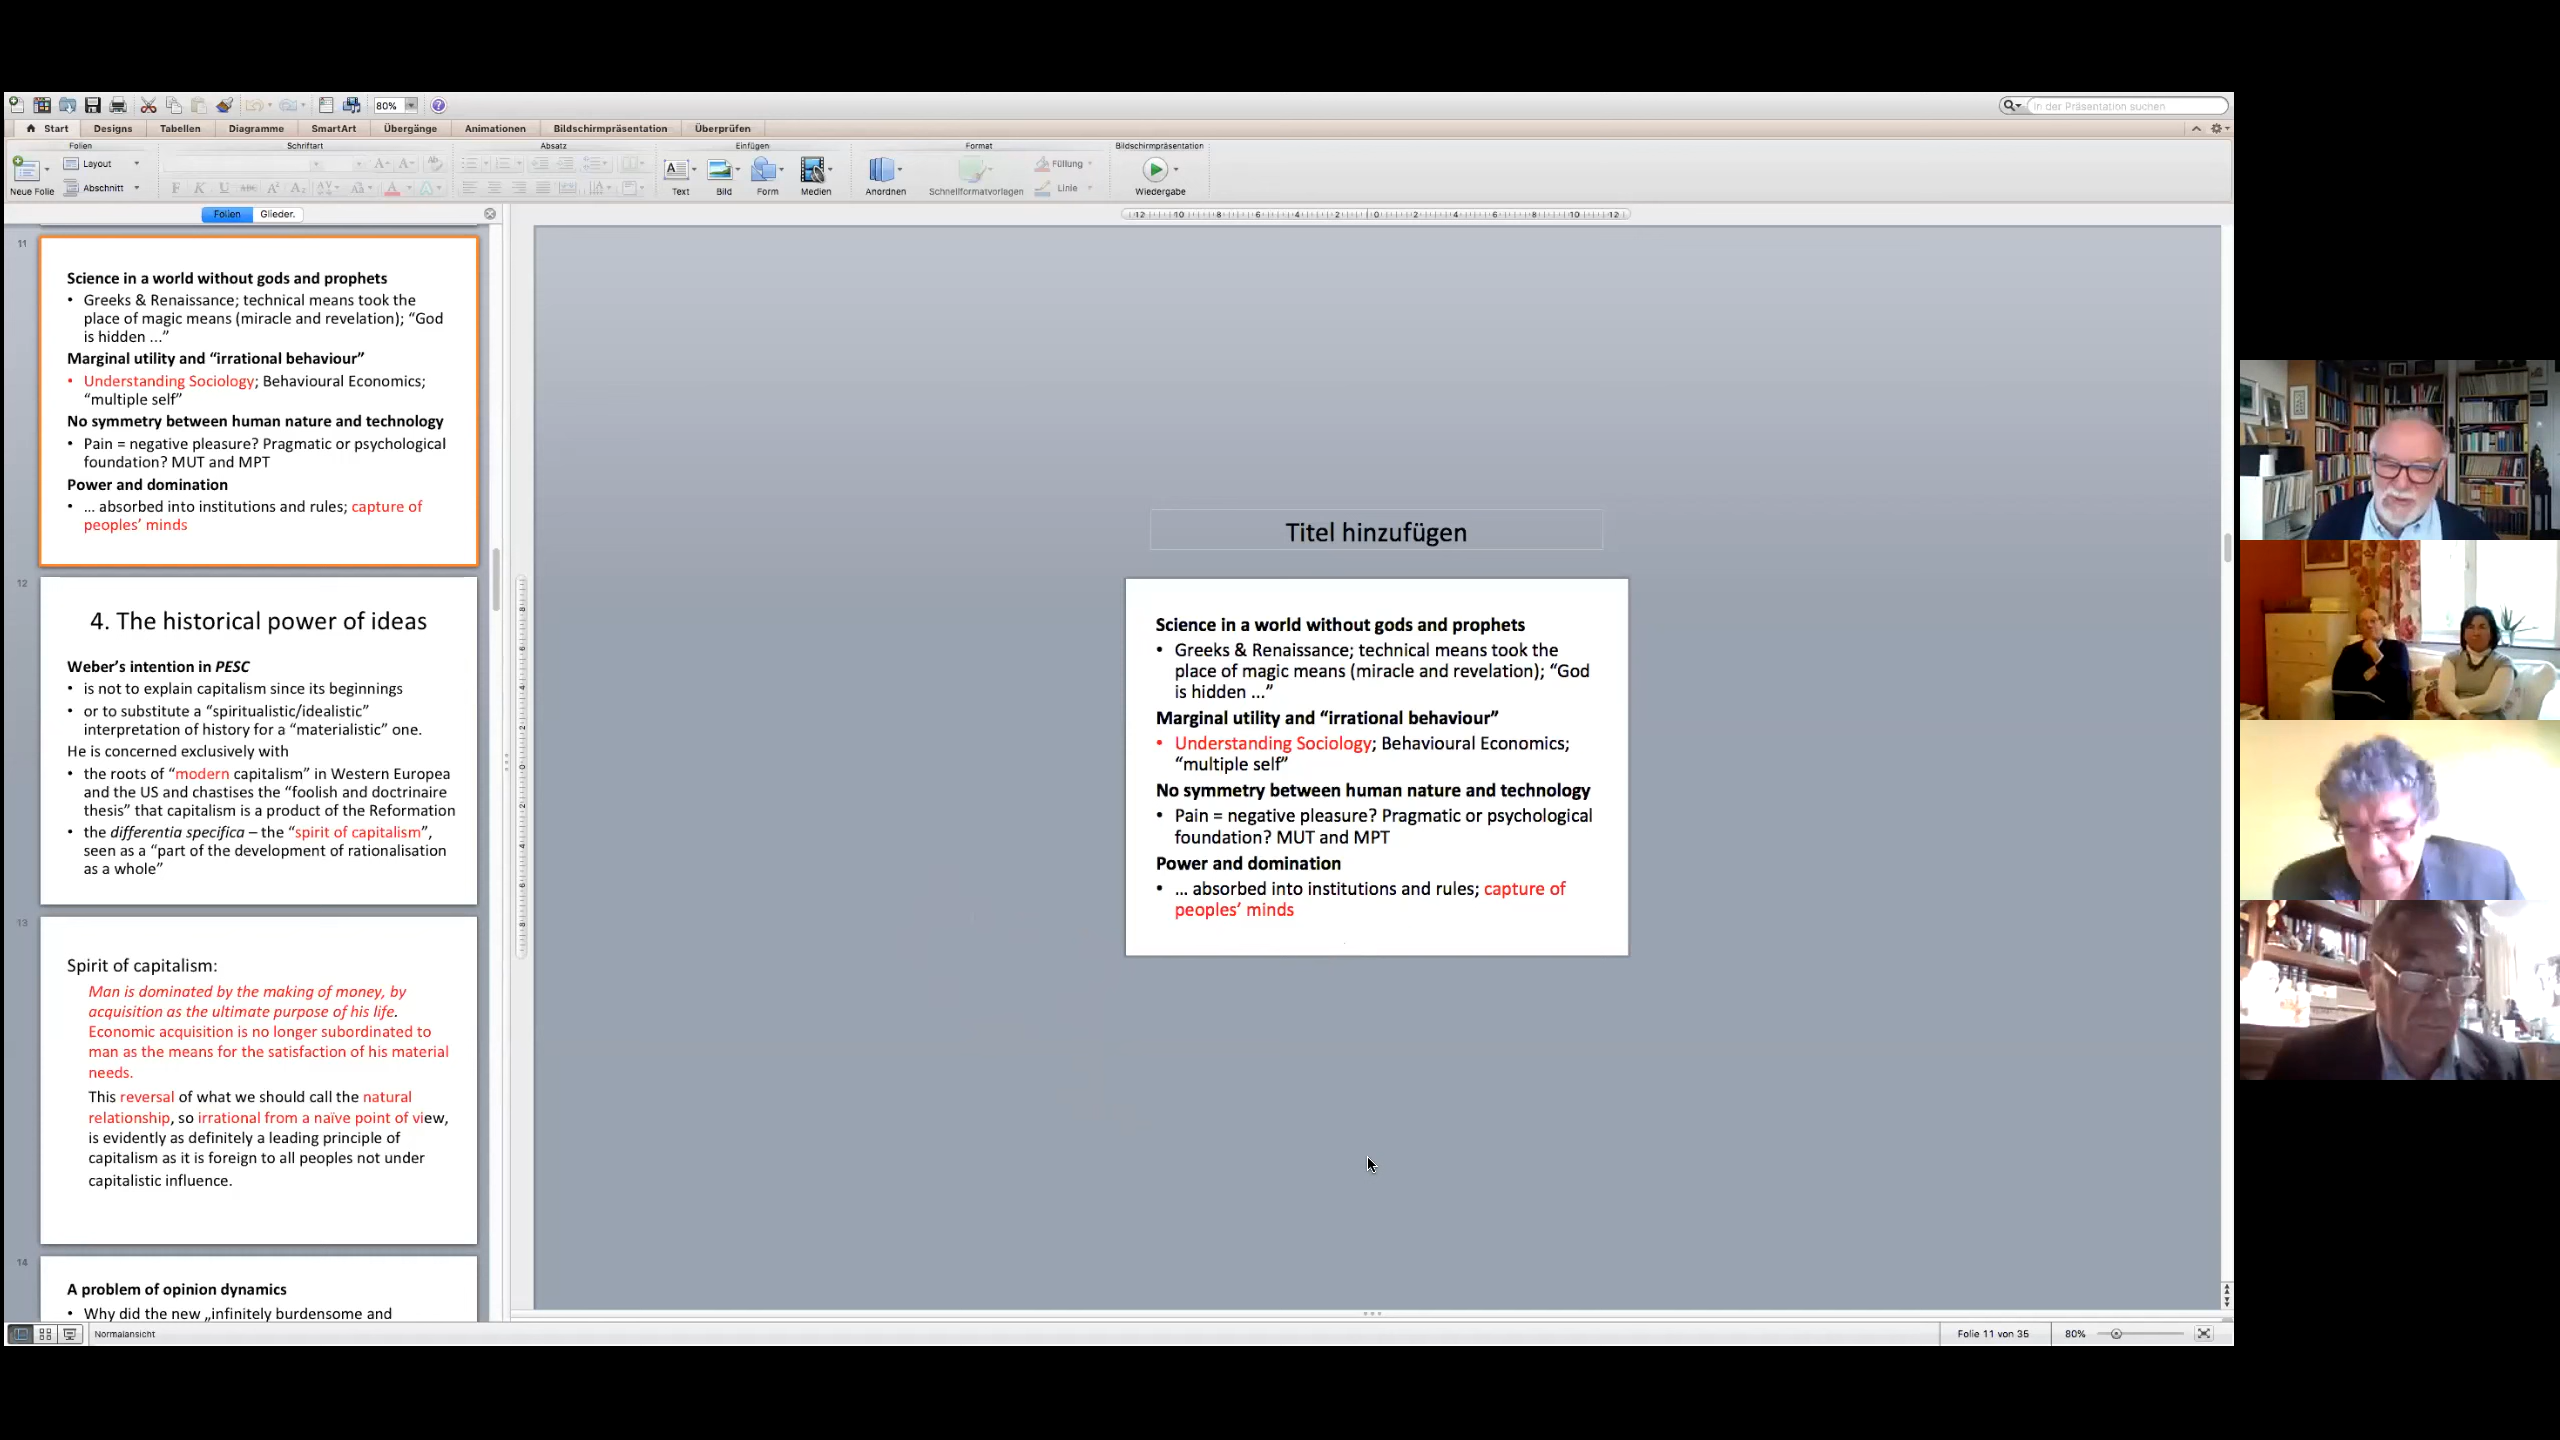 80%
In der Präsentation suchen
Start Designs Tabellen Diagramme SmartArt Übergänge Animationen Bildschirmpräsentation Überprüfen
Folien Schriftart Absatz Einfügen Format Bildschirmpräsentation
Layout
Abschnitt
Neue Folie
Text Bild Form Medien
Anordnen Schnellformatvorlagen
Füllung
Linie
Wiedergabe
Folien Glieder.
11
Science in a world without gods and prophets
• Greeks & Renaissance; technical means took the
place of magic means (miracle and revelation); “God
is hidden ...”
Marginal utility and “irrational behaviour”
• Understanding Sociology; Behavioural Economics;
“multiple self”
No symmetry between human nature and technology
• Pain = negative pleasure? Pragmatic or psychological
foundation? MUT and MPT
Power and domination
• ... absorbed into institutions and rules; capture of
peoples’ minds
12
4. The historical power of ideas
Weber’s intention in PESC
• is not to explain capitalism since its beginnings
• or to substitute a “spiritualistic/idealistic”
interpretation of history for a “materialistic” one.
He is concerned exclusively with
• the roots of “modern capitalism” in Western Europea
and the US and chastises the “foolish and doctrinaire
thesis” that capitalism is a product of the Reformation
• the differentia specifica – the “spirit of capitalism”,
seen as a “part of the development of rationalisation
as a whole”
13
Spirit of capitalism:
Man is dominated by the making of money, by
acquisition as the ultimate purpose of his life.
Economic acquisition is no longer subordinated to
man as the means for the satisfaction of his material
needs.
This reversal of what we should call the natural
relationship, so irrational from a naïve point of view,
is evidently as definitely a leading principle of
capitalism as it is foreign to all peoples not under
capitalistic influence.
14
A problem of opinion dynamics
• Why did the new „infinitely burdensome and
Titel hinzufügen
Science in a world without gods and prophets
• Greeks & Renaissance; technical means took the
place of magic means (miracle and revelation); “God
is hidden ...”
Marginal utility and “irrational behaviour”
• Understanding Sociology; Behavioural Economics;
“multiple self”
No symmetry between human nature and technology
• Pain = negative pleasure? Pragmatic or psychological
foundation? MUT and MPT
Power and domination
• ... absorbed into institutions and rules; capture of
peoples’ minds
Normalansicht
Folie 11 von 35
80%